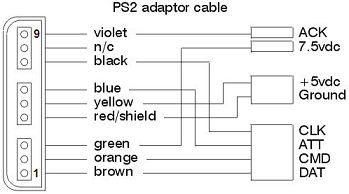 PS2 adaptor cable
9
violet
ACK
n/c
7.5vdc
black
blue
+5vdc
yellow
Ground
red/shield
CLK
green
ATT
orange
CMD
1
brown
DAT